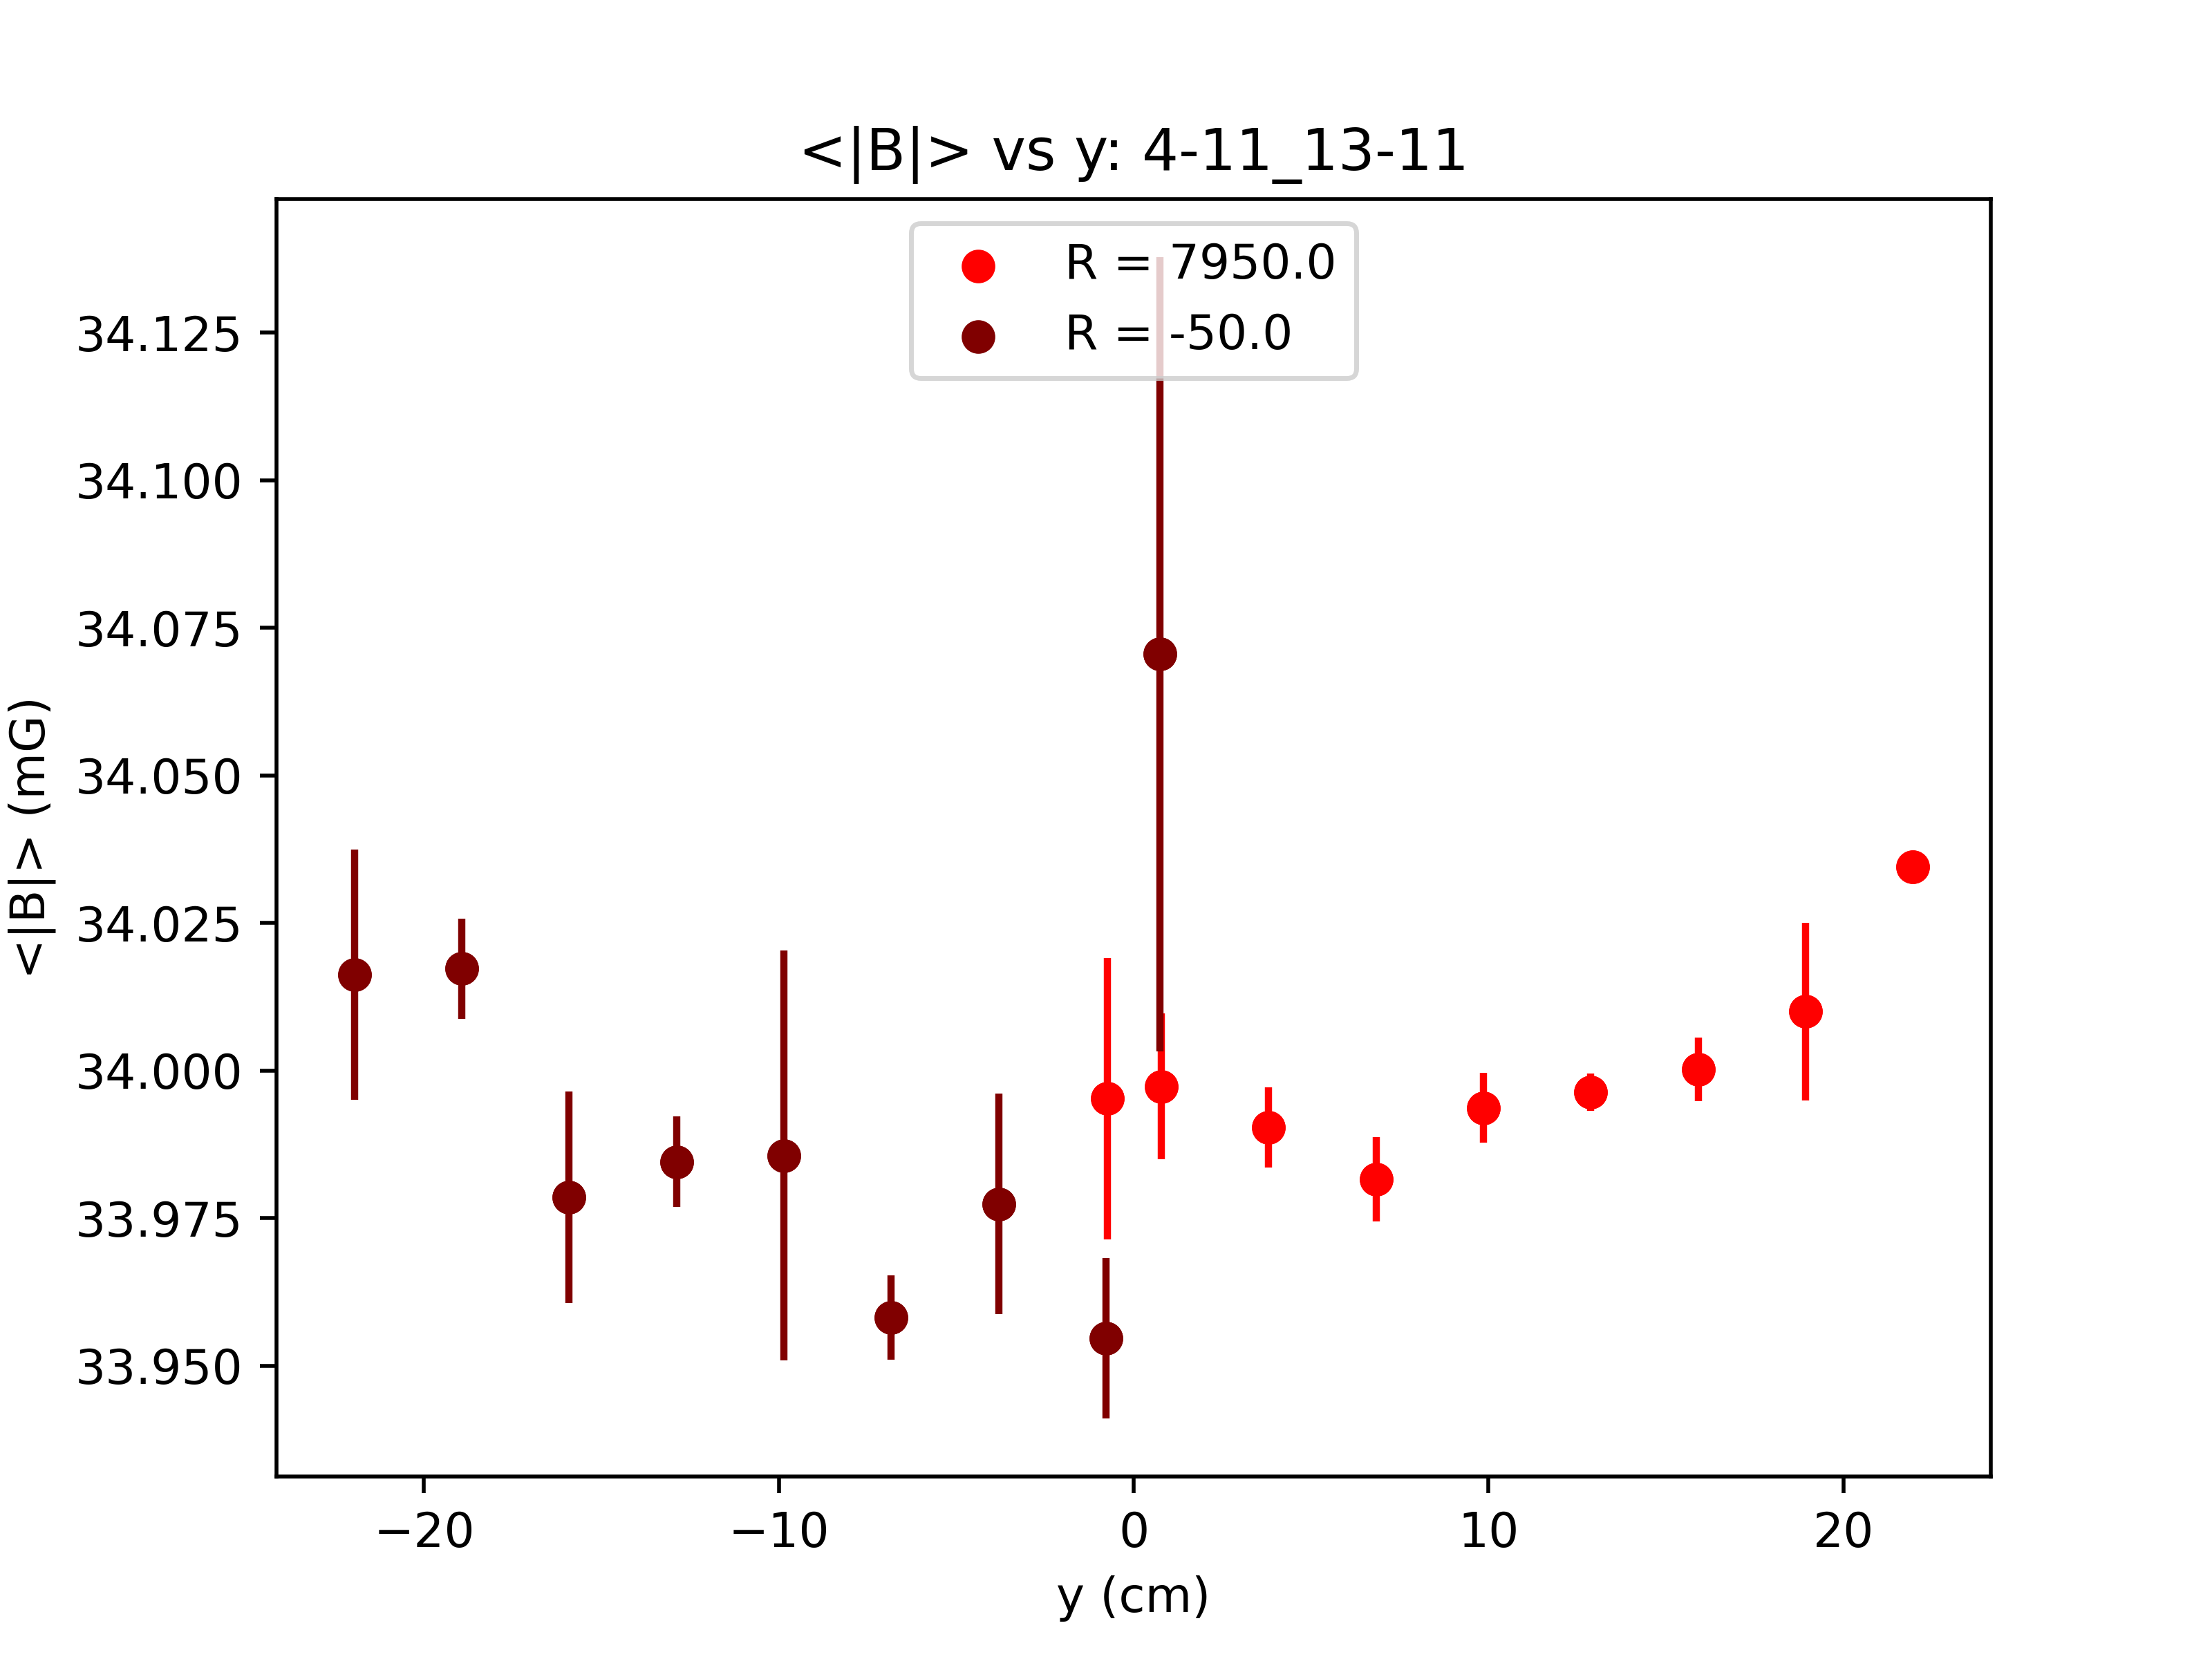 <|B|> vs y: 4-11_13-11
R = 7950.0
R = -50.0
<|B|> (mG)
34.125
34.100
34.075
34.050
34.025
34.000
33.975
33.950
−20 −10 0 10 20
y (cm)